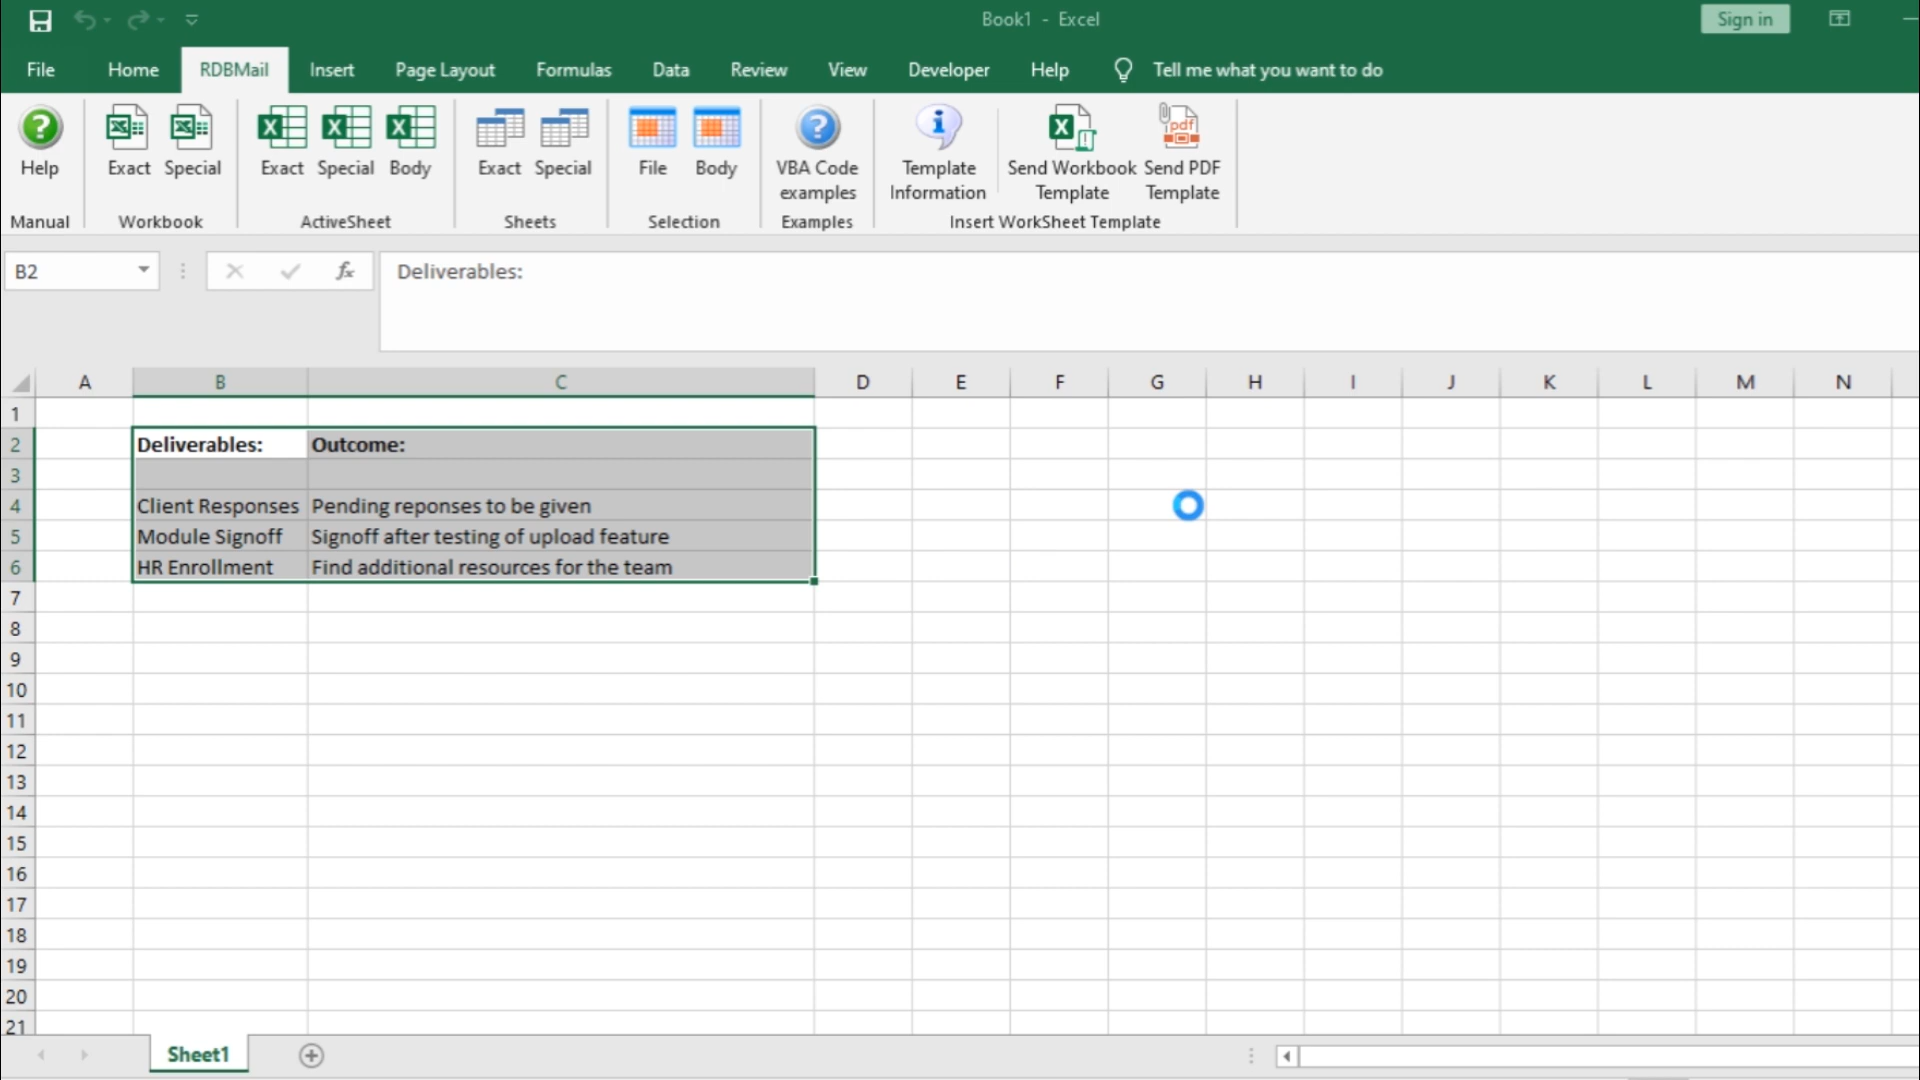 Book1 - Excel
Sign in
File Home RDBMail Insert Page Layout Formulas Data Review View Developer Help Tell me what you want to do
Help Exact Special Exact Special Body Exact Special File Body VBA Code examples Template Information Send Workbook Template Send PDF Template
Manual Workbook ActiveSheet Sheets Selection Examples Insert WorkSheet Template
B2 fx Deliverables:
A B C D E F G H I J K L M N
1
2 Deliverables: Outcome:
3
4 Client Responses Pending reponses to be given
5 Module Signoff Signoff after testing of upload feature
6 HR Enrollment Find additional resources for the team
7
8
9
10
11
12
13
14
15
16
17
18
19
20
21
Sheet1